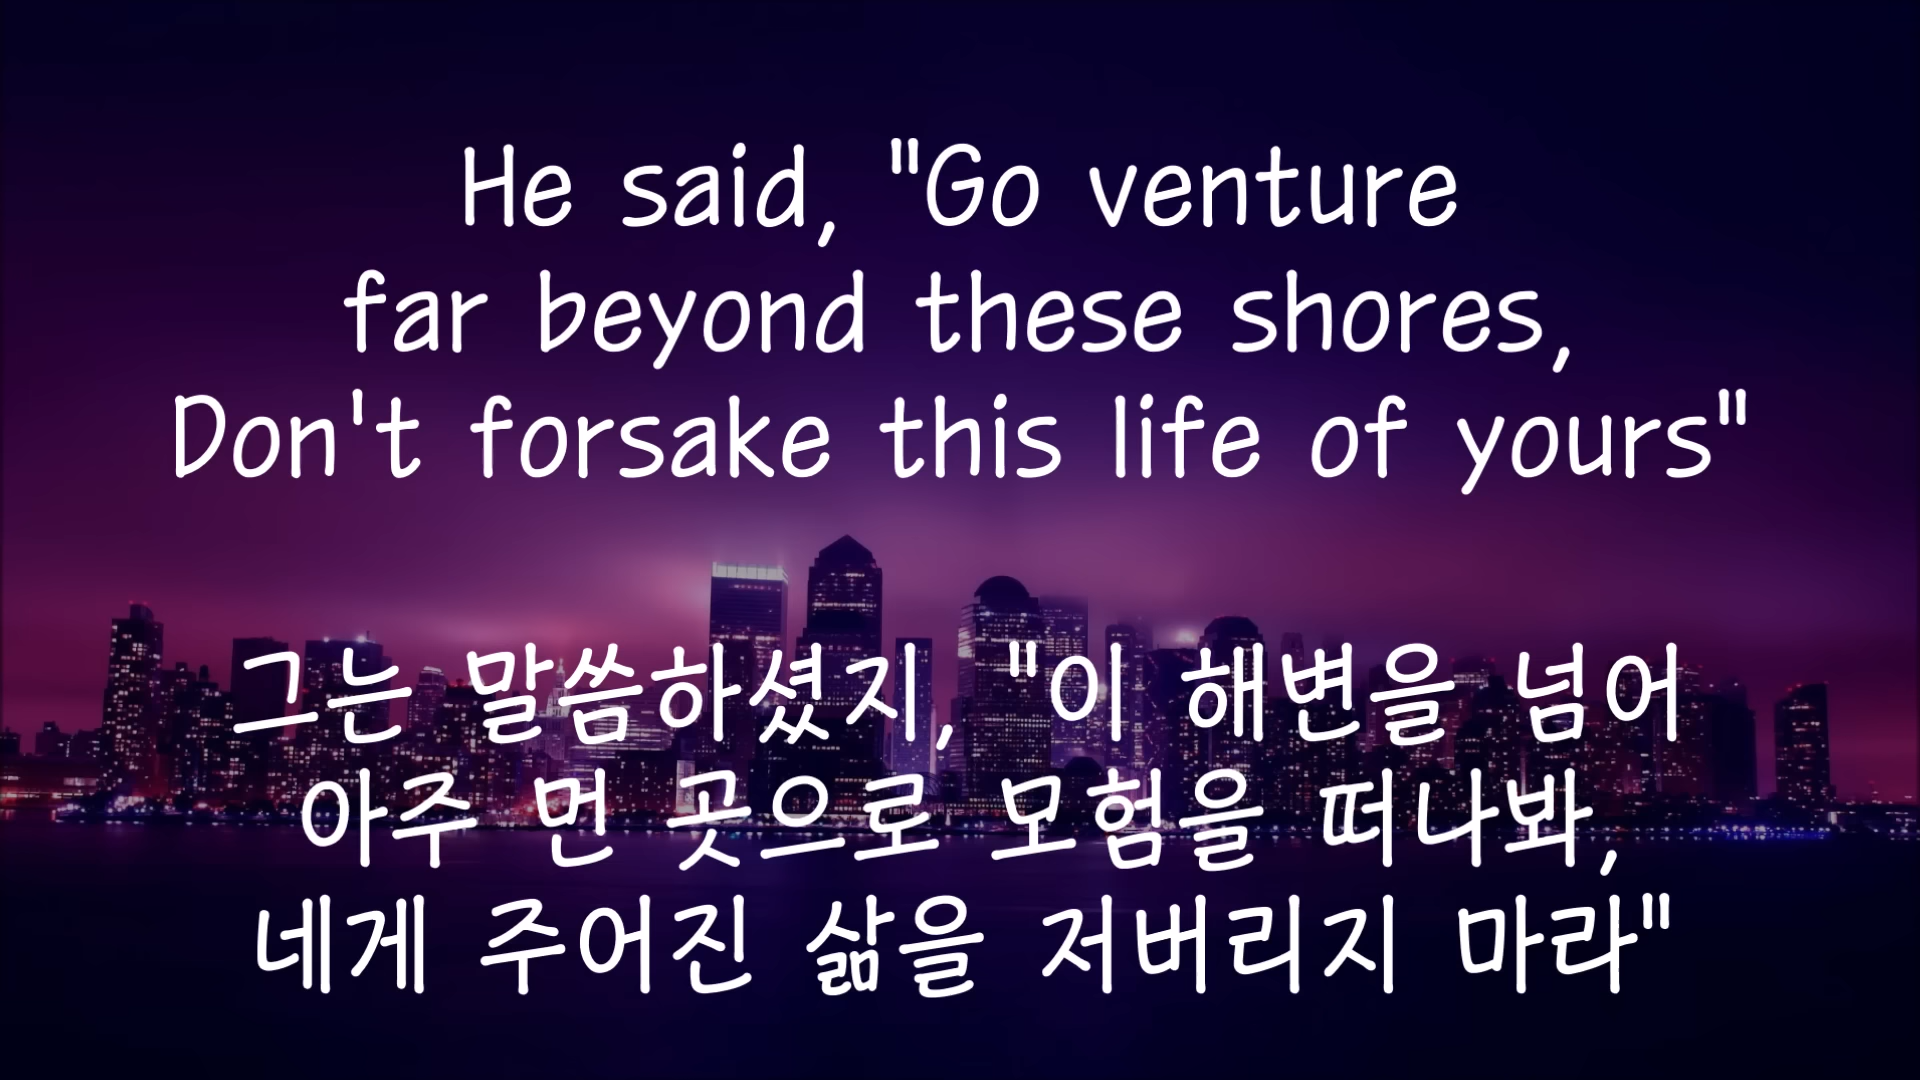 He said, "Go venture
far beyond these shores,
Don't forsake this life of yours"
그는 말씀하셨지, "이 해변을 넘어
아주 먼 곳으로 모험을 떠나봐,
네게 주어진 삶을 저버리지 마라"